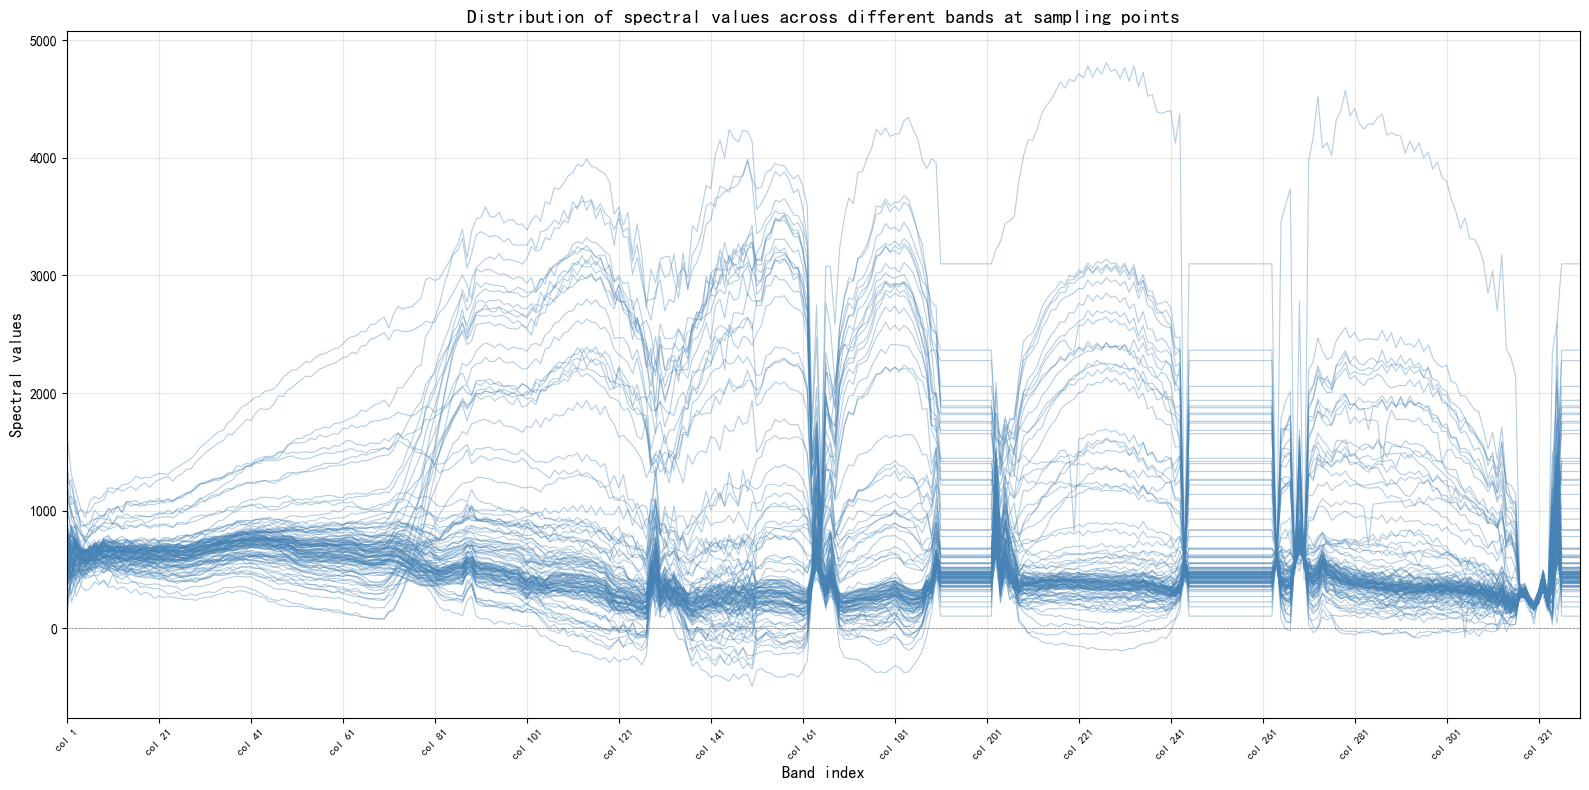 Distribution of spectral values across different bands at sampling points
Spectral values
5000
4000
3000
2000
1000
0
col 1
col 21
col 41
col 61
col 81
col 101
col 121
col 141
col 161
col 181
col 201
col 221
col 241
col 261
col 281
col 301
col 321
Band index